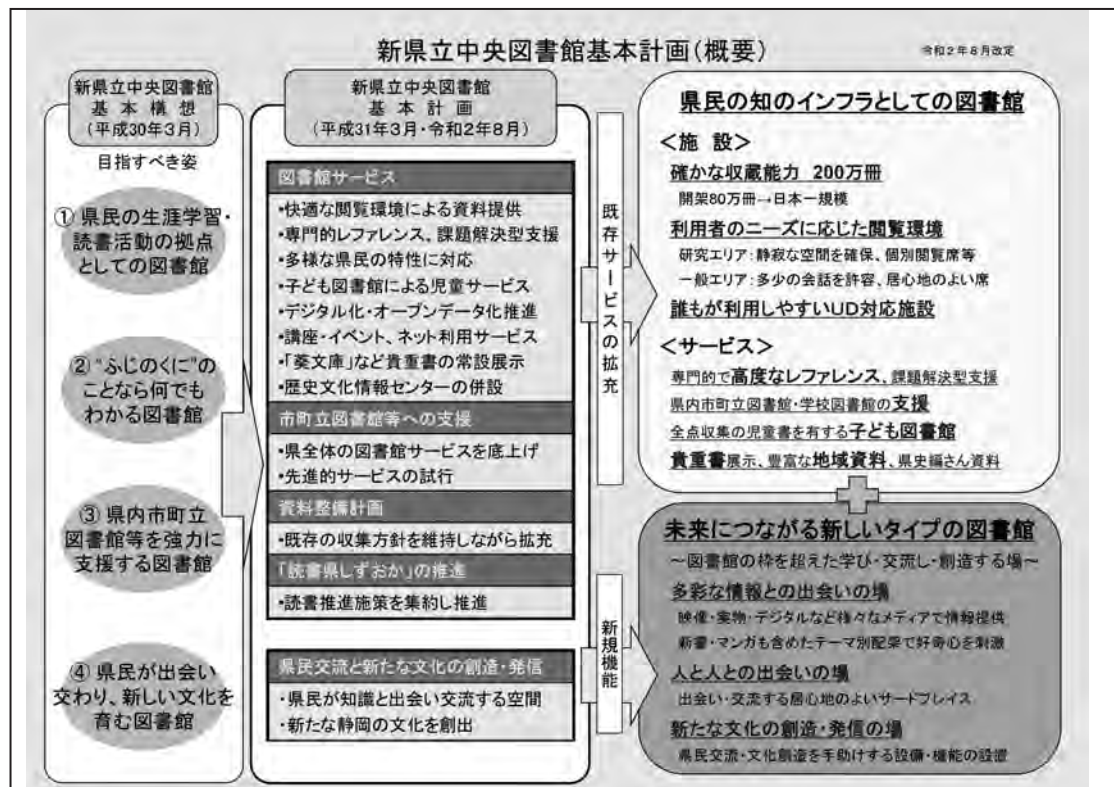 新県立中央図書館基本計画(概要)
令和2年8月改定
新県立中央図書館
基本構想
(平成30年3月)
目指すべき姿
① 県民の生涯学習・
読書活動の拠点
としての図書館
② “ふじのくに”の
ことなら何でも
わかる図書館
③ 県内市町立
図書館等を強力に
支援する図書館
④ 県民が出会い
交わり、新しい文化を
育む図書館
新県立中央図書館
基本計画
(平成31年3月・令和2年8月)
図書館サービス
・快適な閲覧環境による資料提供
・専門的レファレンス、課題解決型支援
・多様な県民の特性に対応
・子ども図書館による児童サービス
・デジタル化・オープンデータ化推進
・講座・イベント、ネット利用サービス
・「葵文庫」など貴重書の常設展示
・歴史文化情報センターの併設
市町立図書館等への支援
・県全体の図書館サービスを底上げ
・先進的サービスの試行
資料整備計画
・既存の収集方針を維持しながら拡充
「読書県しずおか」の推進
・読書推進施策を集約し推進
県民交流と新たな文化の創造・発信
・県民が知識と出会い交流する空間
・新たな静岡の文化を創出
既存サービスの拡充
新規機能
県民の知のインフラとしての図書館
<施 設>
確かな収蔵能力 200万冊
開架80万冊→日本一規模
利用者のニーズに応じた閲覧環境
研究エリア:静寂な空間を確保、個別閲覧席等
一般エリア:多少の会話を許容、居心地のよい席
誰もが利用しやすいUD対応施設
<サービス>
専門的で高度なレファレンス、課題解決型支援
県内市町立図書館・学校図書館の支援
全点収集の児童書を有する子ども図書館
貴重書展示、豊富な地域資料、県史編さん資料
未来につながる新しいタイプの図書館
~図書館の枠を超えた学び・交流し・創造する場~
多彩な情報との出会いの場
映像・実物・デジタルなど様々なメディアで情報提供
新書・マンガも含めたテーマ別配架で好奇心を刺激
人と人との出会いの場
出会い・交流する居心地のよいサードプレイス
新たな文化の創造・発信の場
県民交流・文化創造を手助けする設備・機能の設置